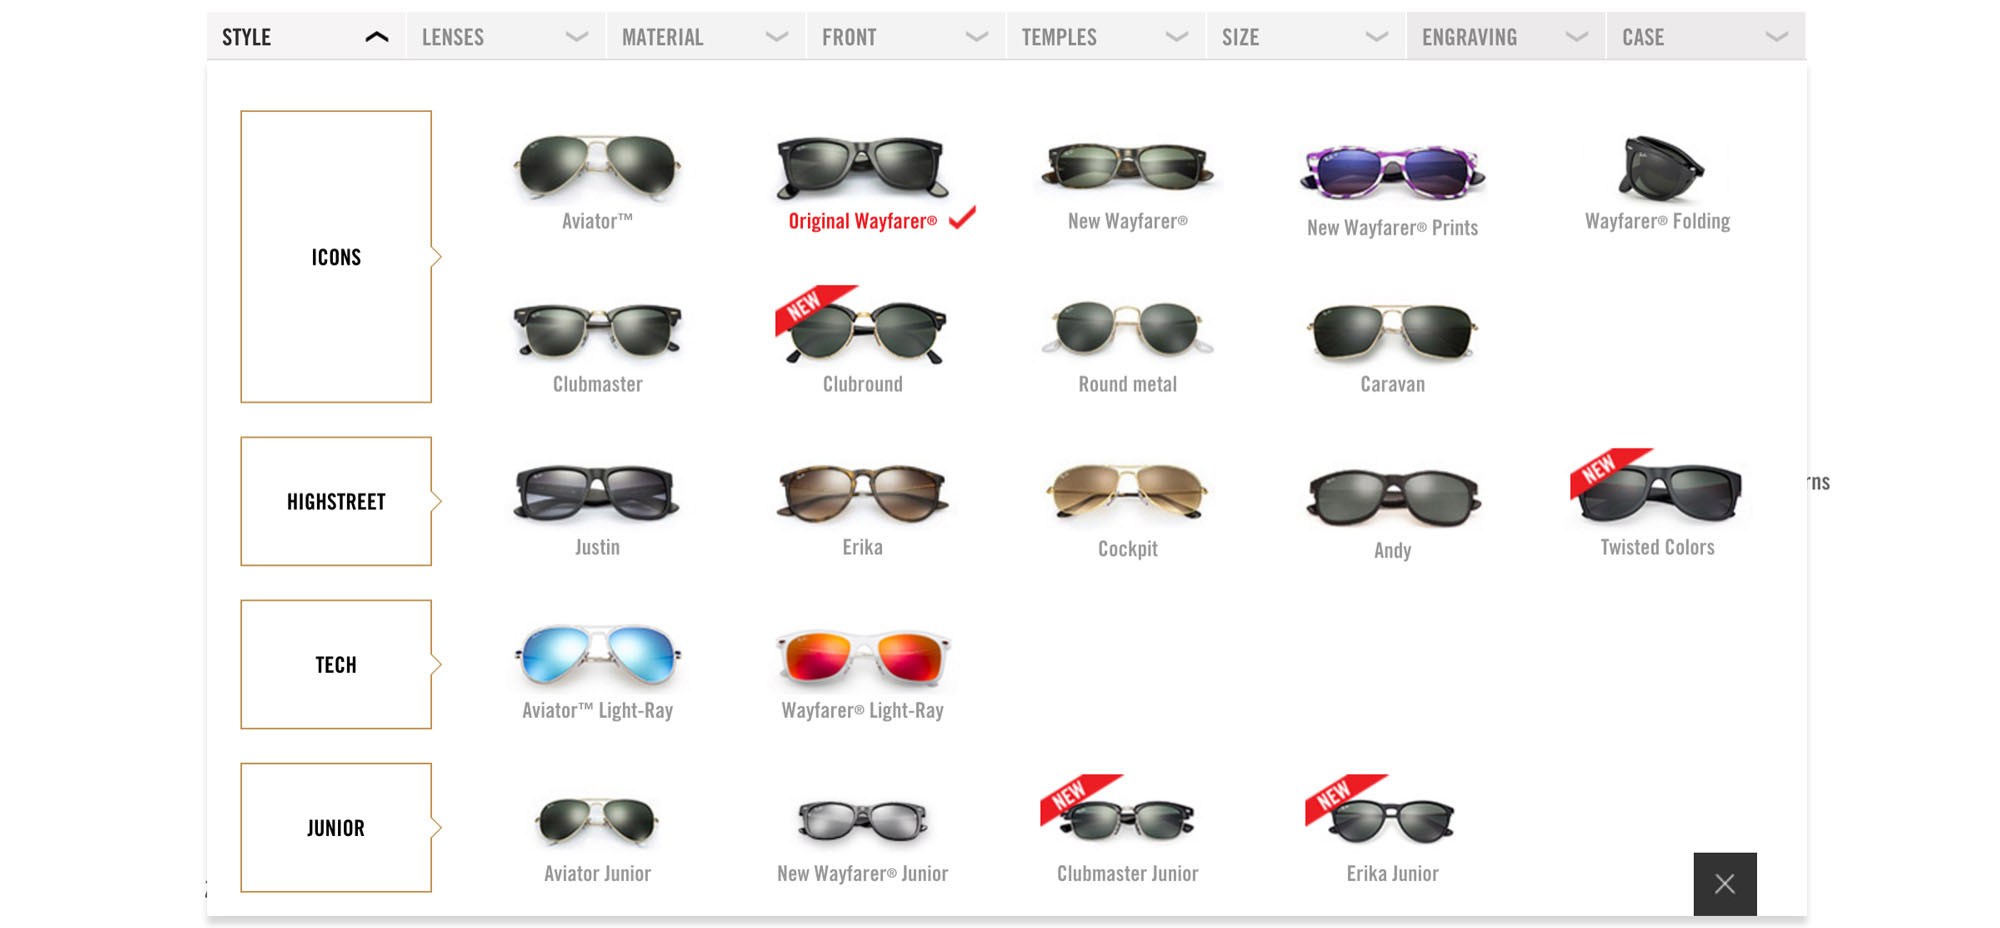 STYLE
LENSES
MATERIAL
FRONT
TEMPLES
SIZE
ENGRAVING
CASE
ICONS
Aviator™
Original Wayfarer®
New Wayfarer®
New Wayfarer® Prints
Wayfarer® Folding
Clubmaster
NEW
Clubround
Round metal
Caravan
HIGHSTREET
Justin
Erika
Cockpit
Andy
NEW
Twisted Colors
rns
TECH
Aviator™ Light-Ray
Wayfarer® Light-Ray
JUNIOR
Aviator Junior
New Wayfarer® Junior
NEW
Clubmaster Junior
NEW
Erika Junior